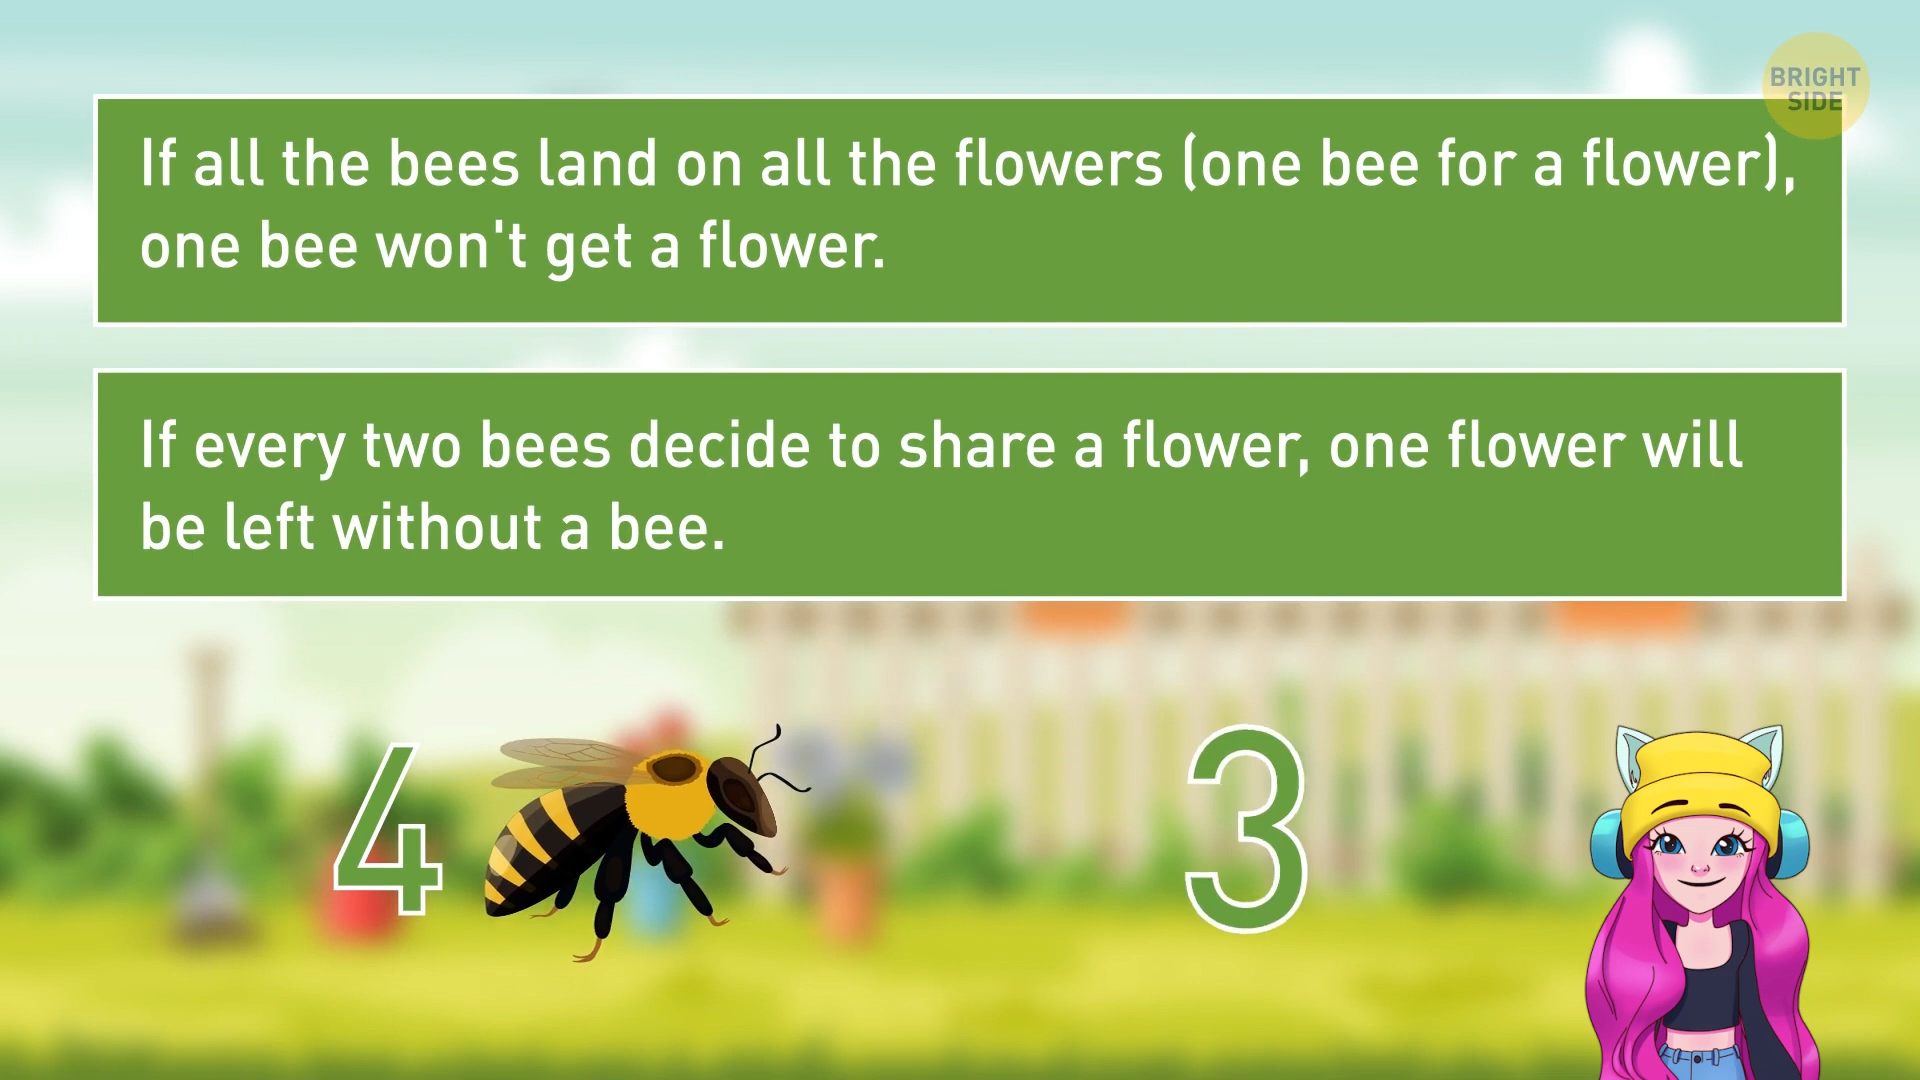 BRIGHT
SIDE
If all the bees land on all the flowers (one bee for a flower),
one bee won't get a flower.
If every two bees decide to share a flower, one flower will
be left without a bee.
4
3